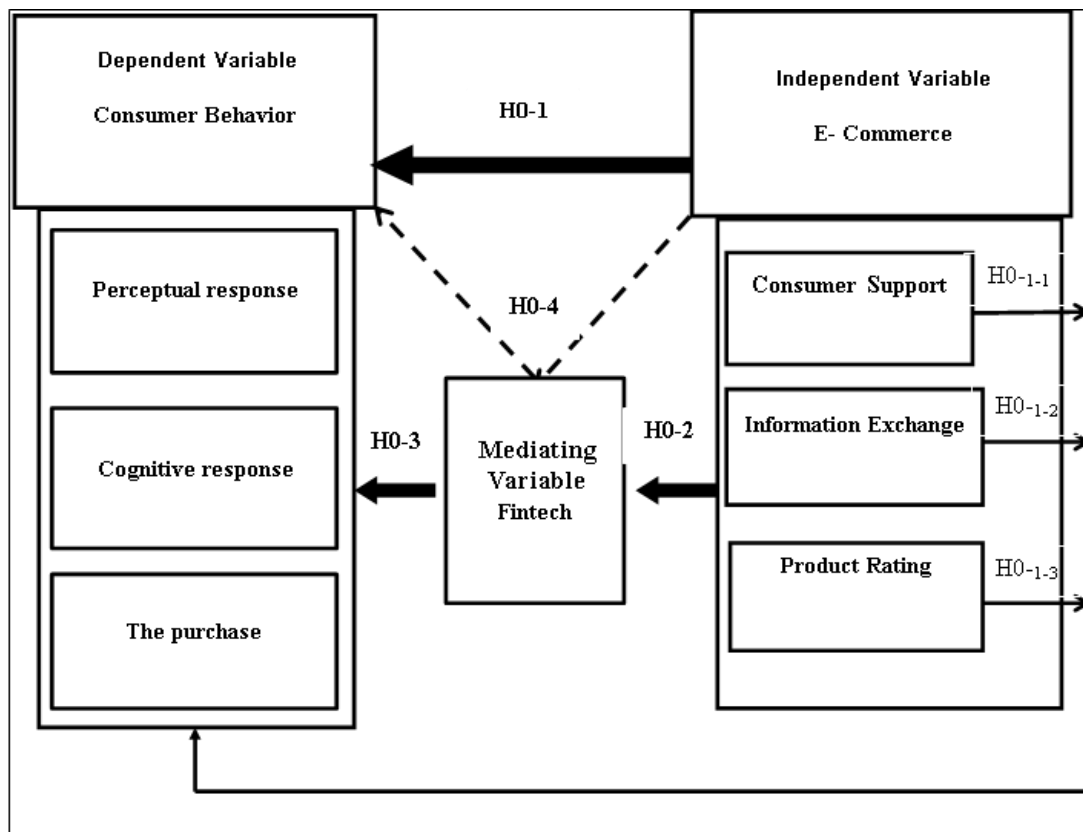 Dependent Variable
Consumer Behavior
H0-1
Independent Variable
E- Commerce
Perceptual response
Cognitive response
The purchase
H0-4
H0-3
Mediating
Variable
Fintech
H0-2
Consumer Support
H0-1-1
Information Exchange
H0-1-2
Product Rating
H0-1-3